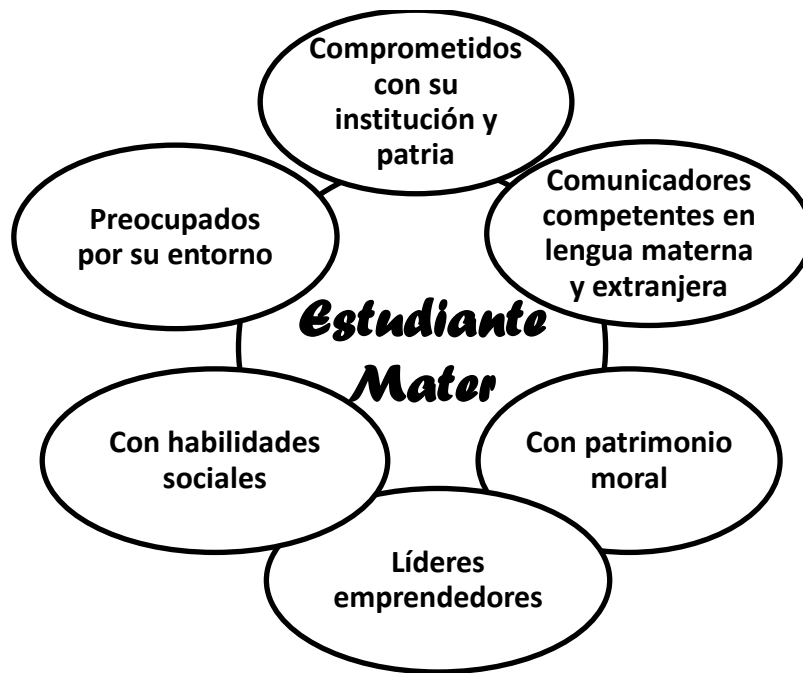 Comprometidos
con su
institución y
patria
Comunicadores
competentes en
lengua materna
y extranjera
Preocupados
por su entorno
Estudiante
Mater
Con habilidades
sociales
Con patrimonio
moral
Líderes
emprendedores